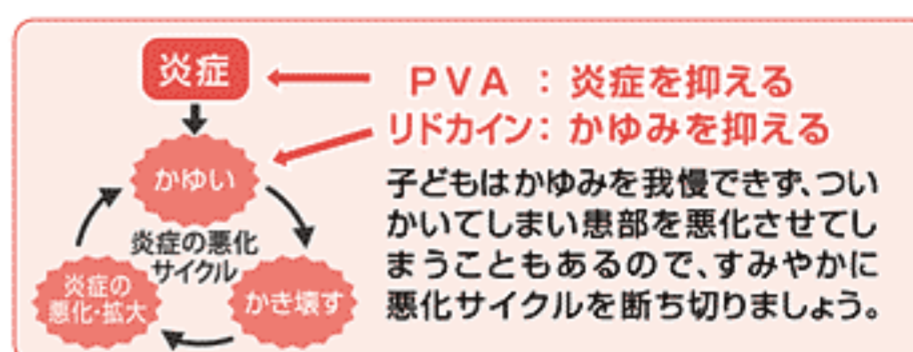 炎症
PVA ：炎症を抑える
リドカイン：かゆみを抑える
かゆい
炎症の悪化
サイクル
炎症の
悪化・拡大
かき壊す
子どもはかゆみを我慢できず、つい
かいてしまい患部を悪化させてし
まうこともあるので、すみやかに
悪化サイクルを断ち切りましょう。